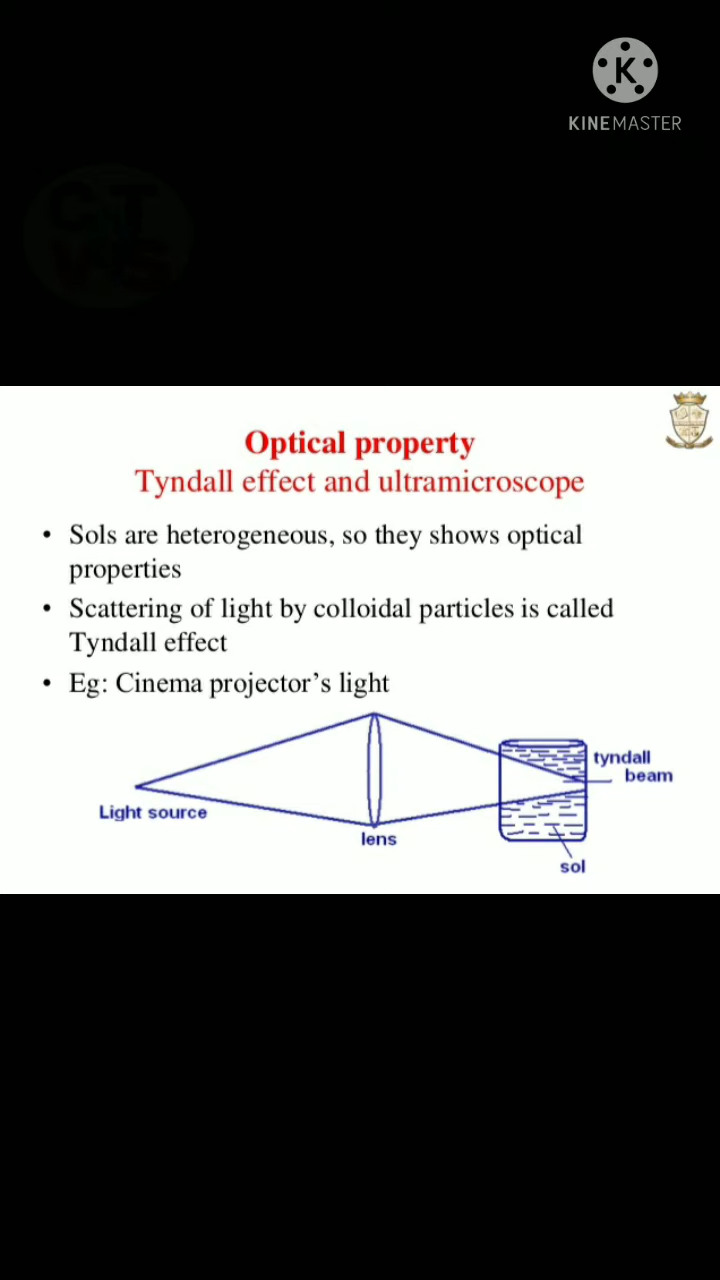 K
KINEMASTER
Optical property
Tyndall effect and ultramicroscope
• Sols are heterogeneous, so they shows optical
properties
• Scattering of light by colloidal particles is called
Tyndall effect
• Eg: Cinema projector's light
tyndall
beam
Light source
lens
sol